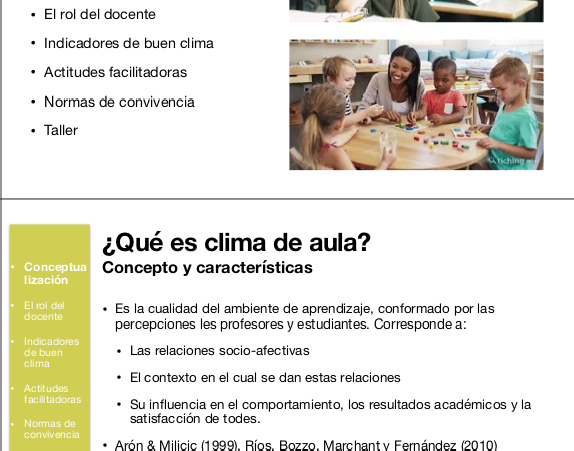 • El rol del docente
• Indicadores de buen clima
• Actitudes facilitadoras
• Normas de convivencia
• Taller
tiching
¿Qué es clima de aula?
Concepto y características
• Conceptua
lización
• El rol del
docente
• Indicadores
de buen
clima
• Actitudes
facilitadoras
• Normas de
convivencia
• Es la cualidad del ambiente de aprendizaje, conformado por las
percepciones les profesores y estudiantes. Corresponde a:
• Las relaciones socio-afectivas
• El contexto en el cual se dan estas relaciones
• Su influencia en el comportamiento, los resultados académicos y la
satisfacción de todes.
• Arón & Milicic (1999), Ríos, Bozzo, Marchant y Fernández (2010)